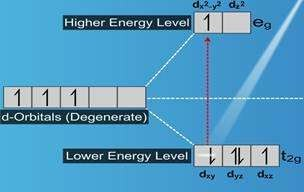 dx²-y² dz²
Higher Energy Level
eg
d-Orbitals (Degenerate)
Lower Energy Level
t2g
dxy dyz dxz